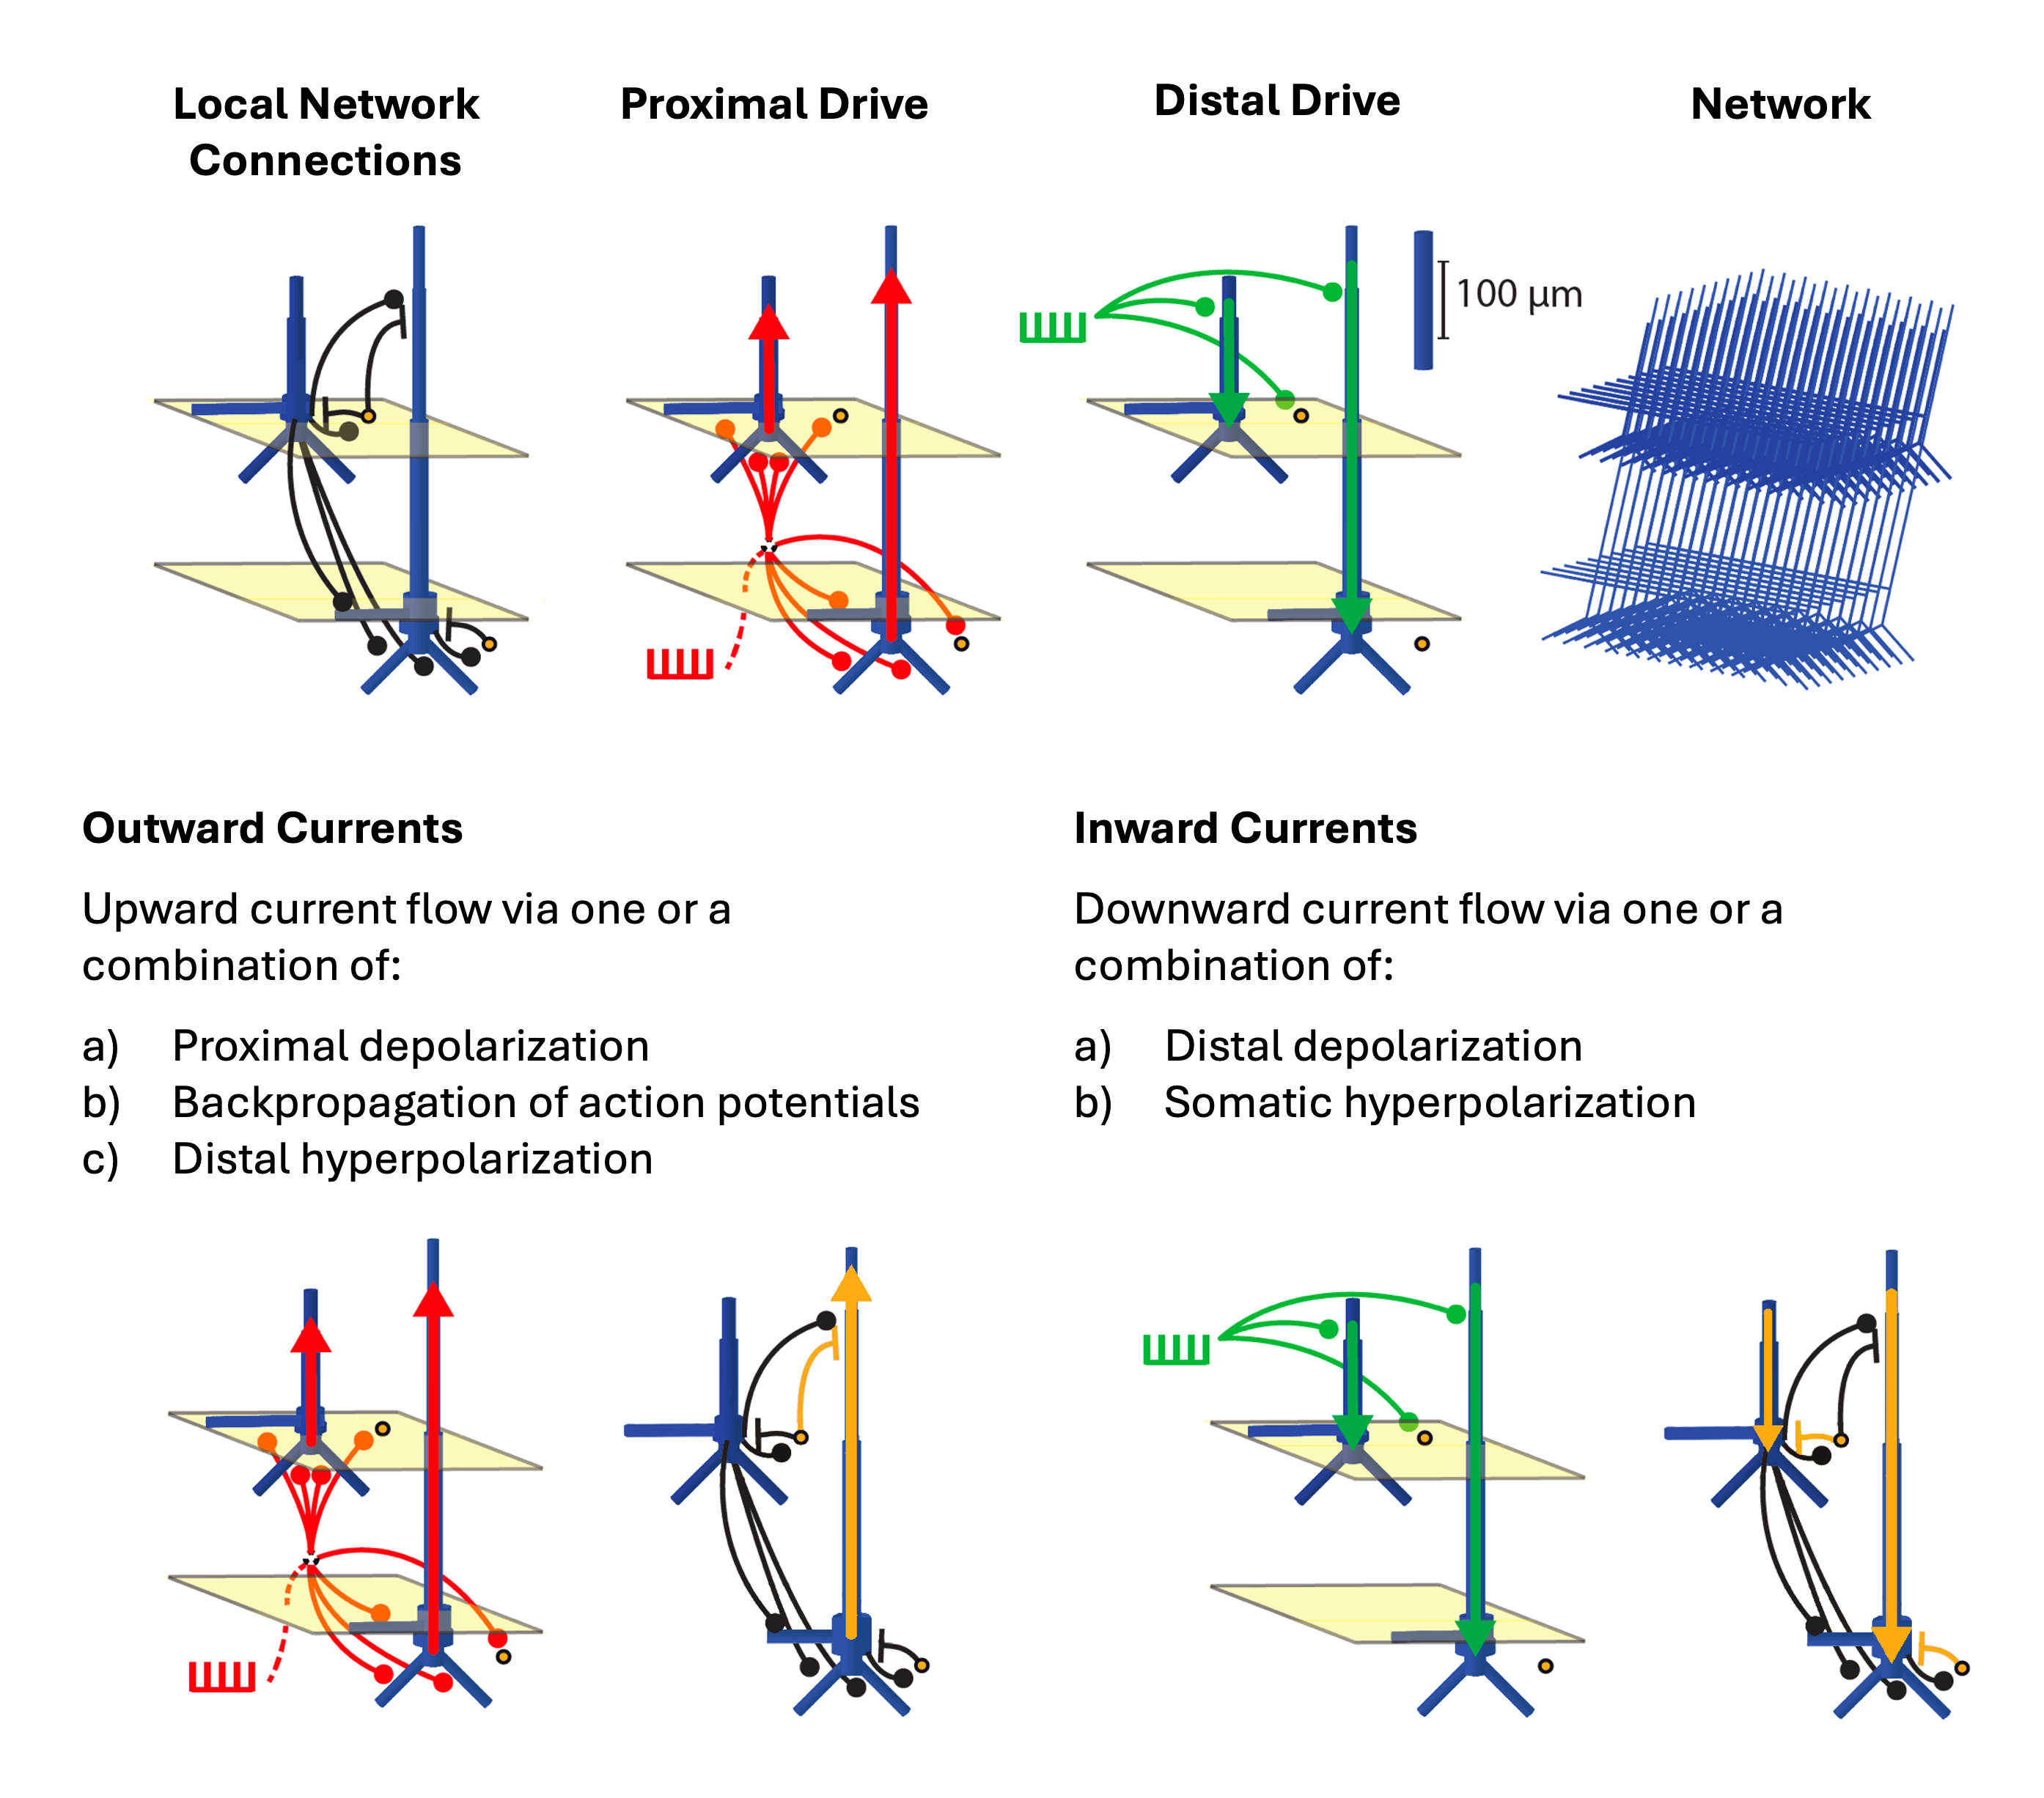 Local Network
Connections
Proximal Drive
Distal Drive
Network
100 µm
Outward Currents
Upward current flow via one or a
combination of:
a) Proximal depolarization
b) Backpropagation of action potentials
c) Distal hyperpolarization
Inward Currents
Downward current flow via one or a
combination of:
a) Distal depolarization
b) Somatic hyperpolarization